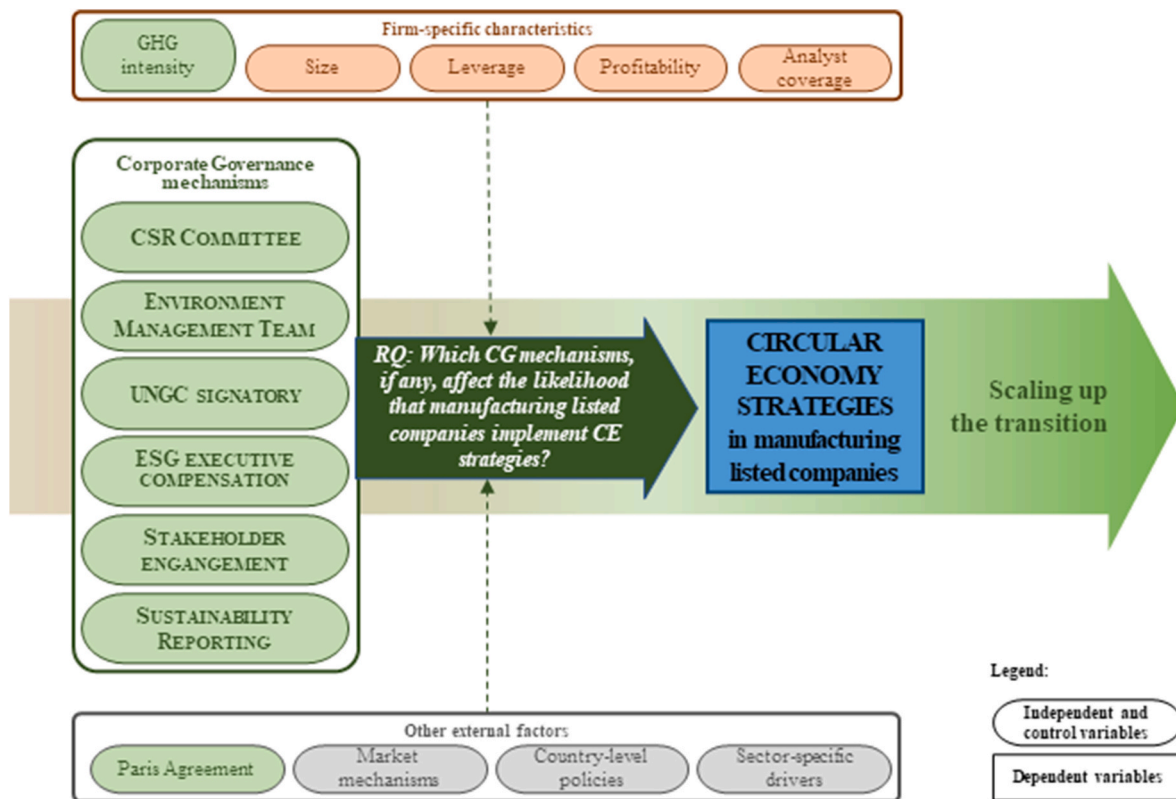 Firm-specific characteristics
GHG
intensity
Size
Leverage
Profitability
Analyst
coverage
Corporate Governance
mechanisms
CSR COMMITTEE
ENVIRONMENT
MANAGEMENT TEAM
UNGC SIGNATORY
ESG EXECUTIVE
COMPENSATION
STAKEHOLDER
ENGANGEMENT
SUSTAINABILITY
REPORTING
RQ: Which CG mechanisms,
if any, affect the likelihood
that manufacturing listed
companies implement CE
strategies?
CIRCULAR
ECONOMY
STRATEGIES
in manufacturing
listed companies
Scaling up
the transition
Other external factors
Paris Agreement
Market
mechanisms
Country-level
policies
Sector-specific
drivers
Legend:
Independent and
control variables
Dependent variables